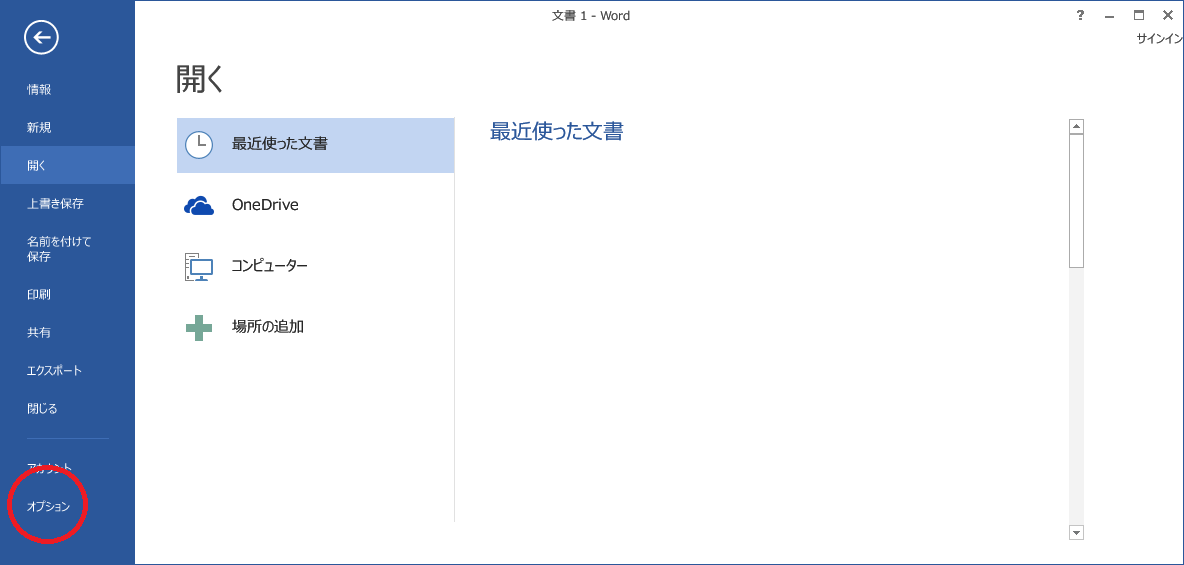 文書 1 - Word
?
サインイン
情報
新規
開く
上書き保存
名前を付けて
保存
印刷
共有
エクスポート
閉じる
アカウント
オプション
開く
最近使った文書
OneDrive
コンピューター
場所の追加
最近使った文書